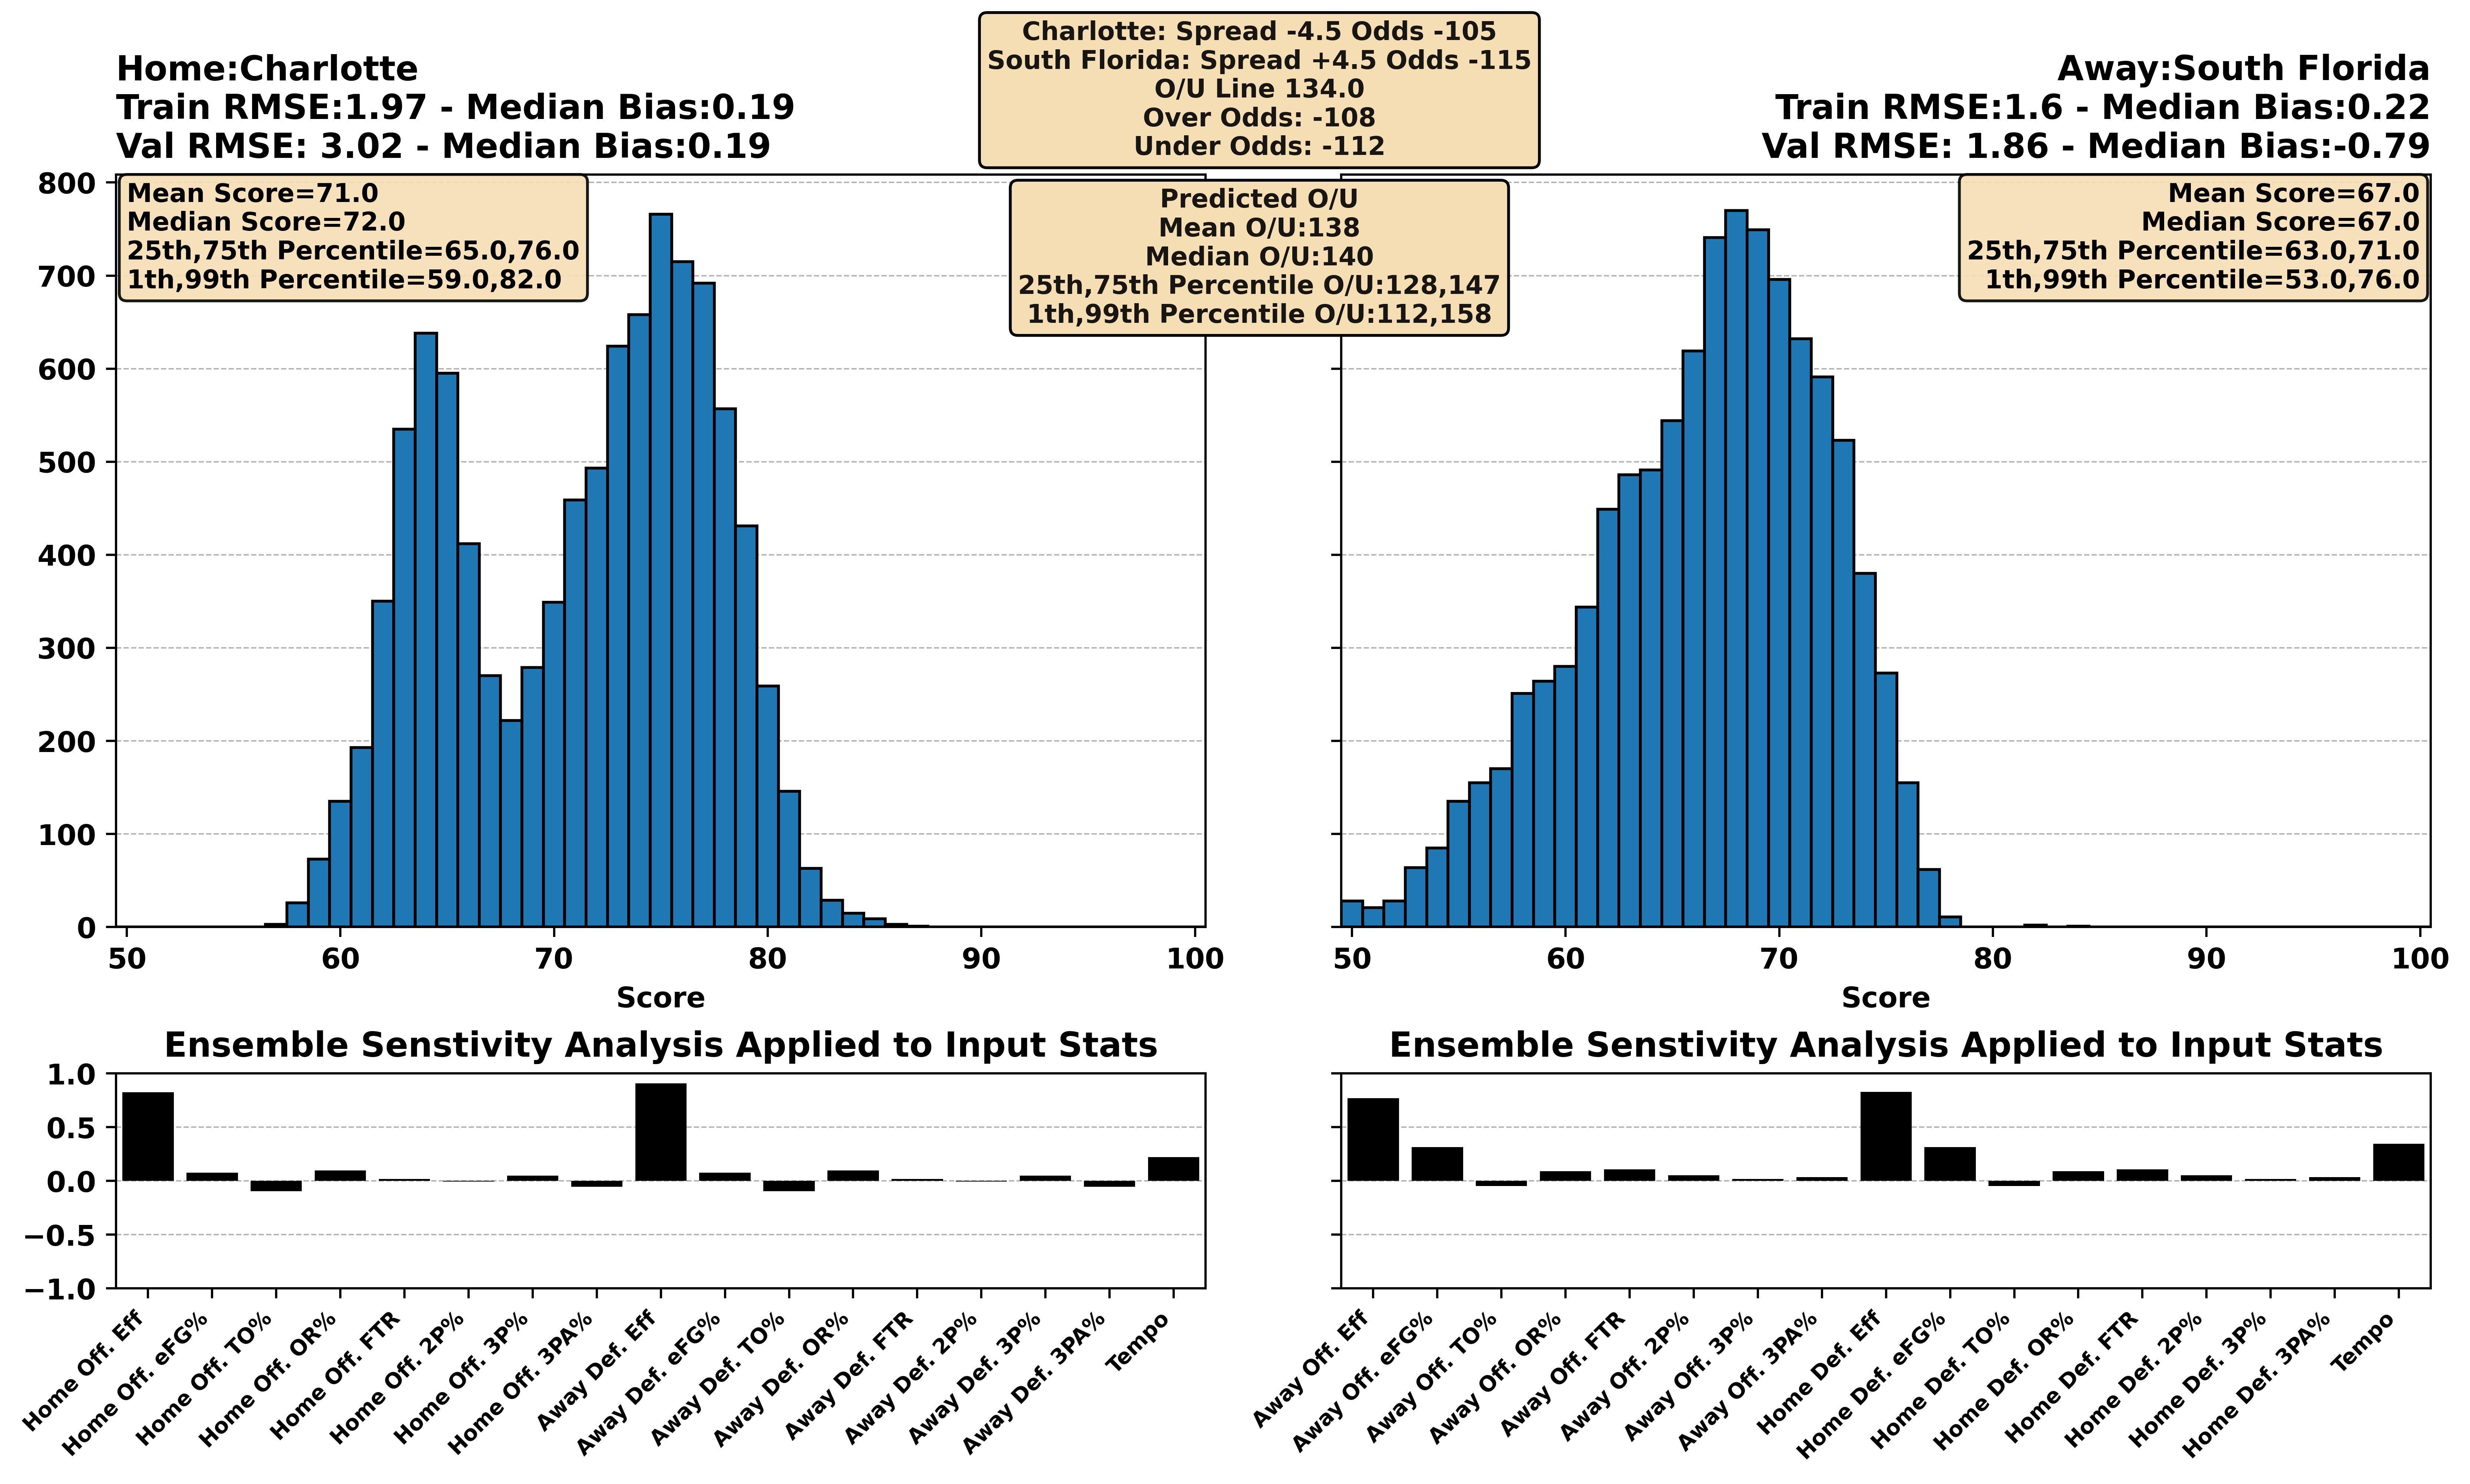 Charlotte: Spread -4.5 Odds -105
South Florida: Spread +4.5 Odds -115
O/U Line 134.0
Over Odds: -108
Under Odds: -112
Home:Charlotte
Train RMSE:1.97 - Median Bias:0.19
Val RMSE: 3.02 - Median Bias:0.19
Away:South Florida
Train RMSE:1.6 - Median Bias:0.22
Val RMSE: 1.86 - Median Bias:-0.79
Mean Score=71.0
Median Score=72.0
25th,75th Percentile=65.0,76.0
1th,99th Percentile=59.0,82.0
Predicted O/U
Mean O/U:138
Median O/U:140
25th,75th Percentile O/U:128,147
1th,99th Percentile O/U:112,158
Mean Score=67.0
Median Score=67.0
25th,75th Percentile=63.0,71.0
1th,99th Percentile=53.0,76.0
800
700
600
500
400
300
200
100
0
50 60 70 80 90 100
Score
50 60 70 80 90 100
Score
Ensemble Senstivity Analysis Applied to Input Stats
1.0
0.5
0.0
−0.5
−1.0
Home Off. Eff
Home Off. eFG%
Home Off. TO%
Home Off. OR%
Home Off. FTR
Home Off. 2P%
Home Off. 3P%
Home Off. 3PA%
Away Def. Eff
Away Def. eFG%
Away Def. TO%
Away Def. OR%
Away Def. FTR
Away Def. 2P%
Away Def. 3P%
Away Def. 3PA%
Tempo
Ensemble Senstivity Analysis Applied to Input Stats
Away Off. Eff
Away Off. eFG%
Away Off. TO%
Away Off. OR%
Away Off. FTR
Away Off. 2P%
Away Off. 3P%
Away Off. 3PA%
Home Def. Eff
Home Def. eFG%
Home Def. TO%
Home Def. OR%
Home Def. FTR
Home Def. 2P%
Home Def. 3P%
Home Def. 3PA%
Tempo